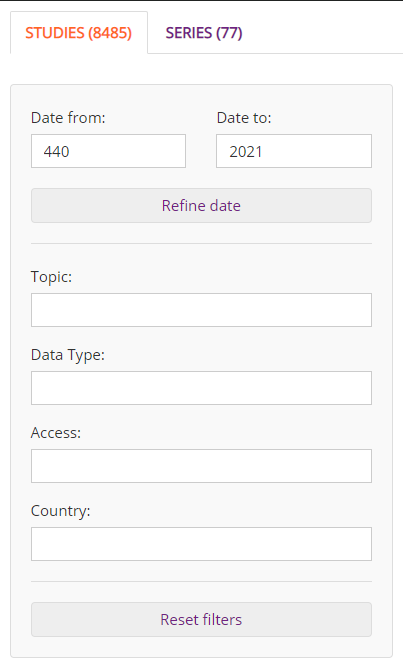 STUDIES (8485) SERIES (77)
Date from: Date to:
440 2021
Refine date
Topic:
Data Type:
Access:
Country:
Reset filters